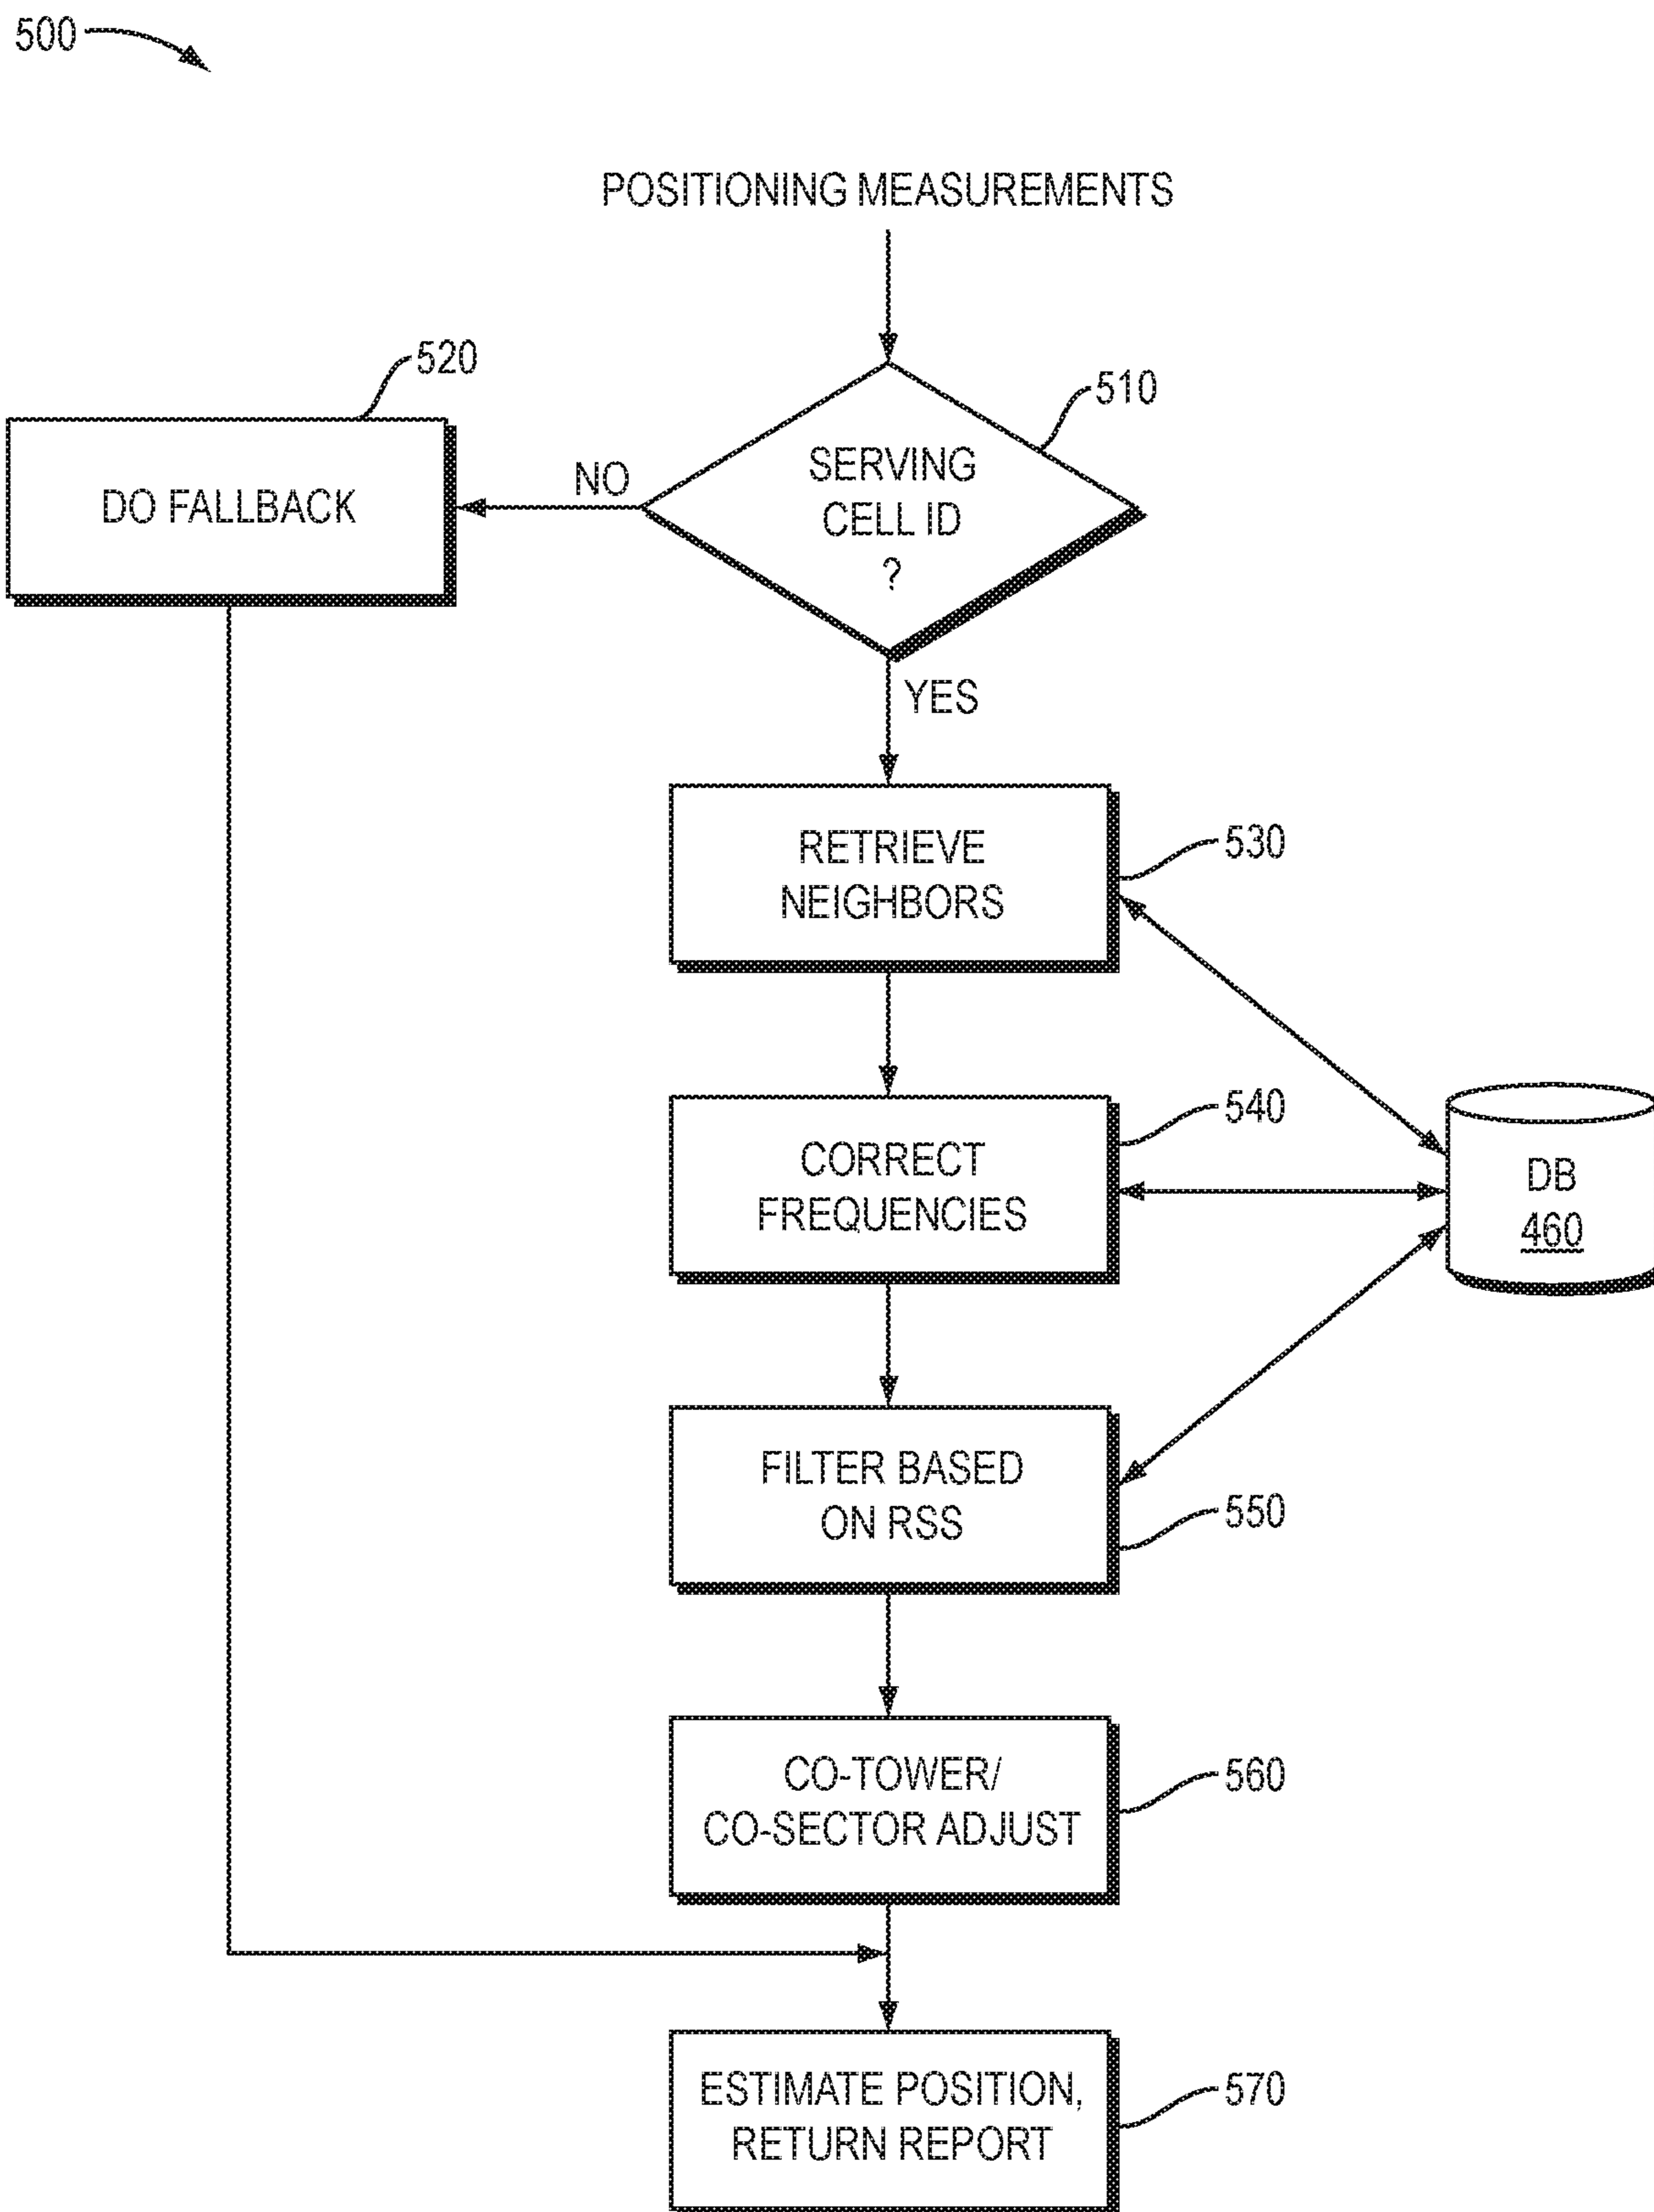 500
POSITIONING MEASUREMENTS
520
510
DO FALLBACK
NO
SERVING
CELL ID
?
YES
RETRIEVE
NEIGHBORS
530
CORRECT
FREQUENCIES
540
DB
460
FILTER BASED
ON RSS
550
CO-TOWER/
CO-SECTOR ADJUST
560
ESTIMATE POSITION,
RETURN REPORT
570